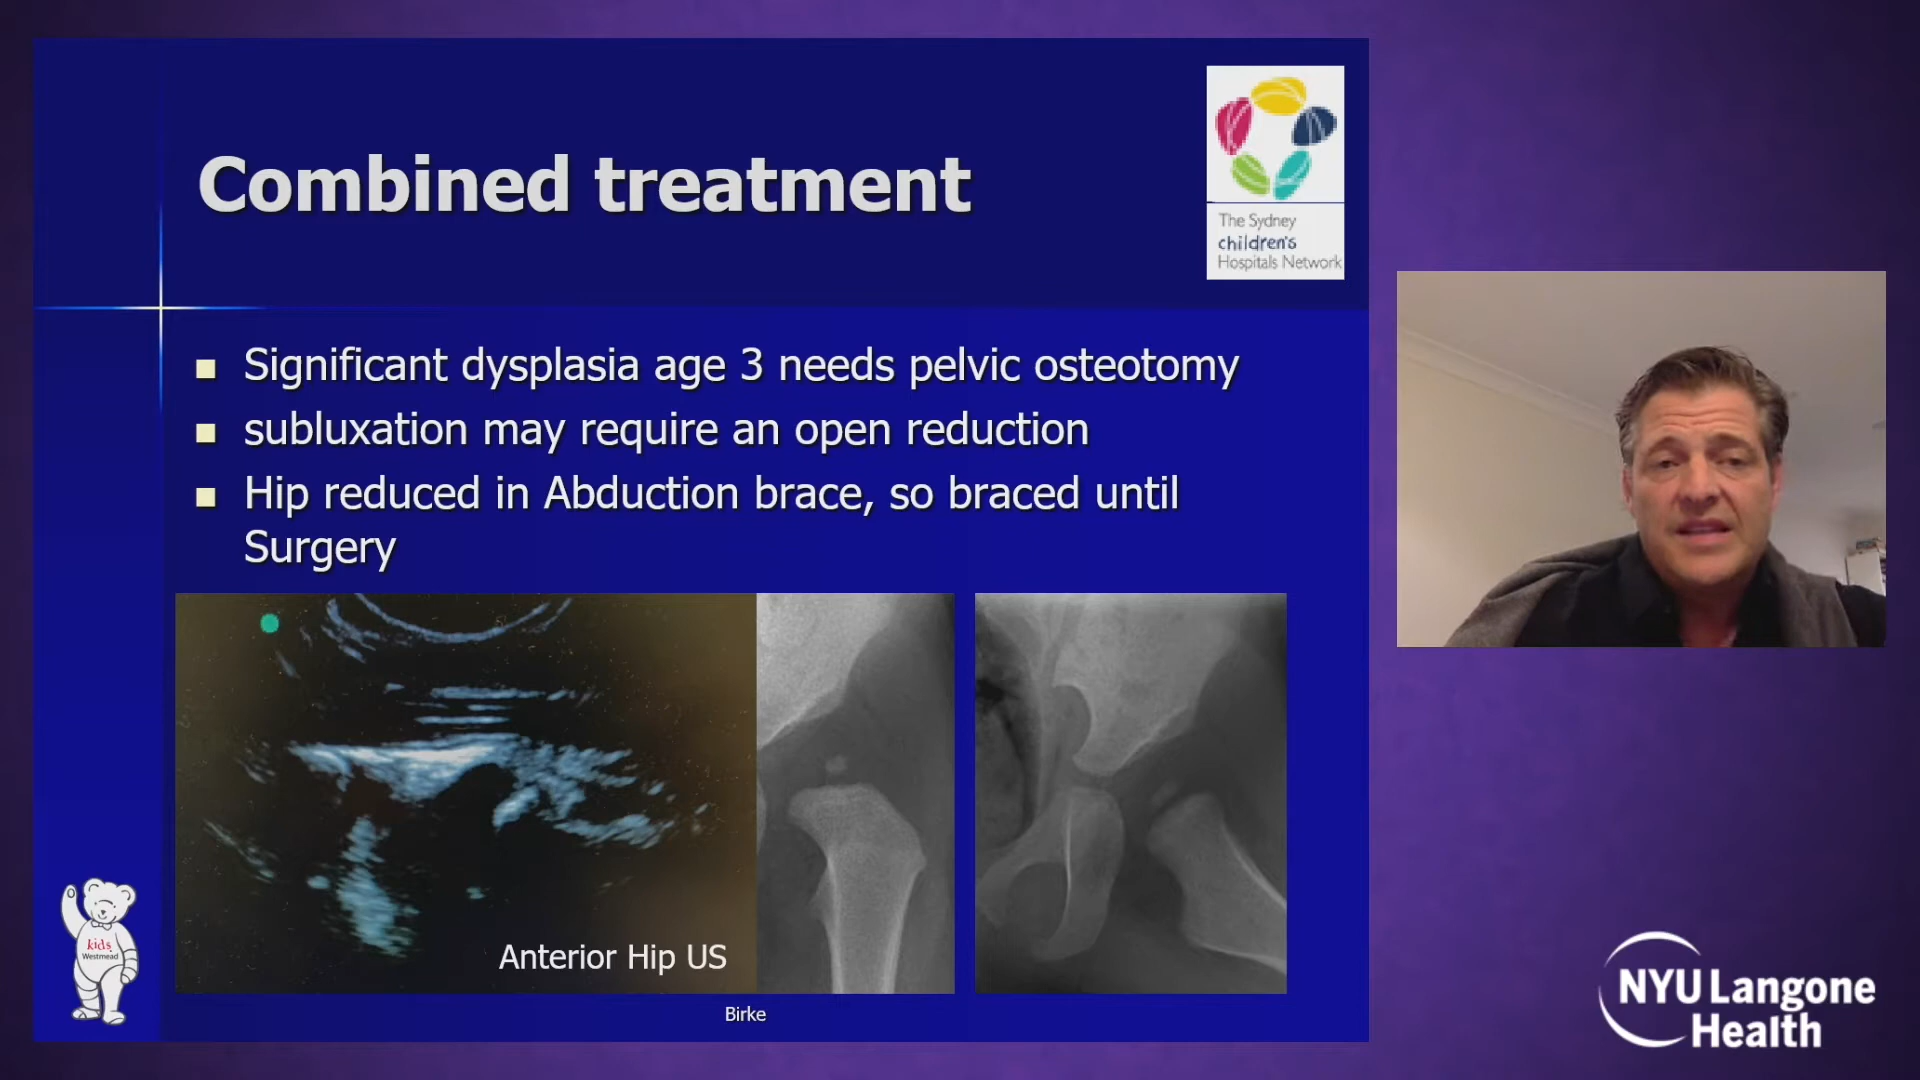 Combined treatment
The Sydney
children's
Hospitals Network
Significant dysplasia age 3 needs pelvic osteotomy
subluxation may require an open reduction
Hip reduced in Abduction brace, so braced until
Surgery
Anterior Hip US
kids
Westmead
Birke
NYU Langone
Health